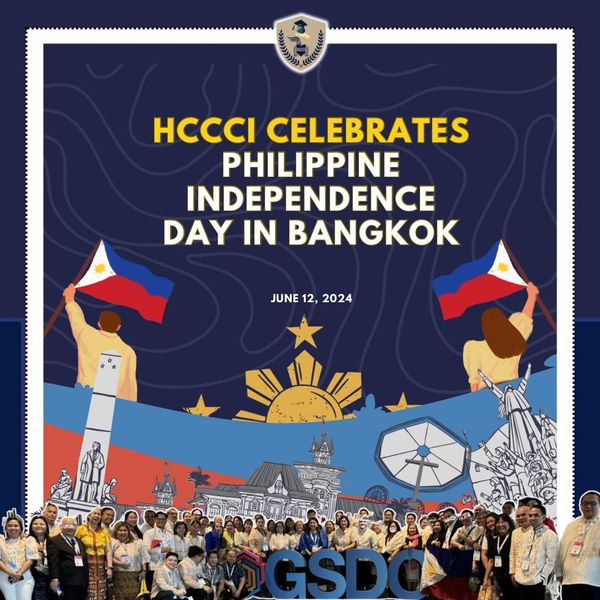 HCCCI CELEBRATES
PHILIPPINE
INDEPENDENCE
DAY IN BANGKOK
JUNE 12, 2024
GSDC